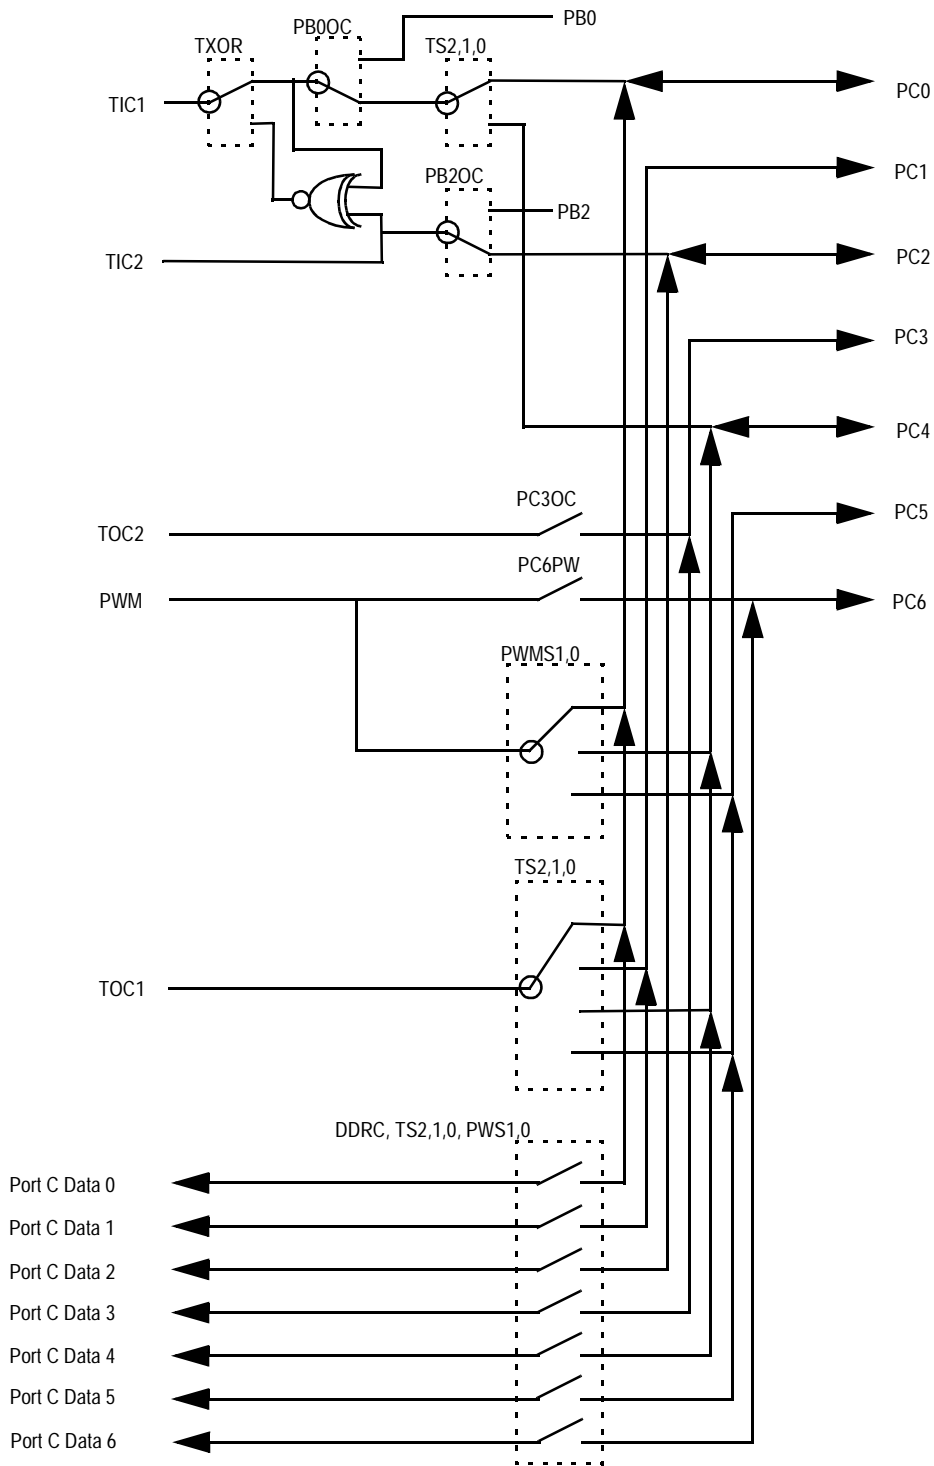 PB0
PB0OC
TXOR
TS2,1,0
TIC1
PC0
PC1
PB2OC
PB2
TIC2
PC2
PC3
PC4
PC3OC
PC5
TOC2
PC6PW
PWM
PC6
PWMS1,0
TS2,1,0
TOC1
DDRC, TS2,1,0, PWS1,0
Port C Data 0
Port C Data 1
Port C Data 2
Port C Data 3
Port C Data 4
Port C Data 5
Port C Data 6